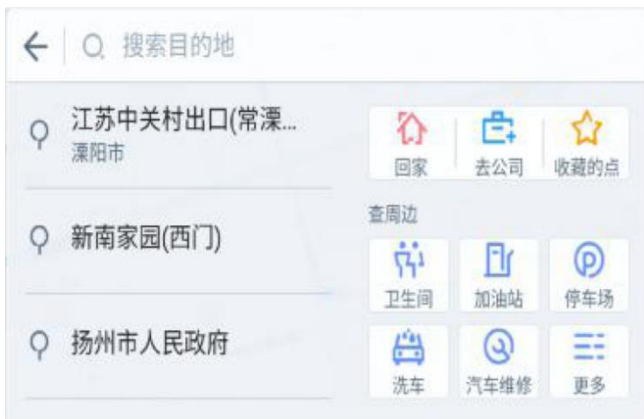 搜索目的地
江苏中关村出口(常溧...
溧阳市
新南家园(西门)
扬州市人民政府
回家
去公司
收藏的点
查周边
卫生间
加油站
停车场
洗车
汽车维修
更多